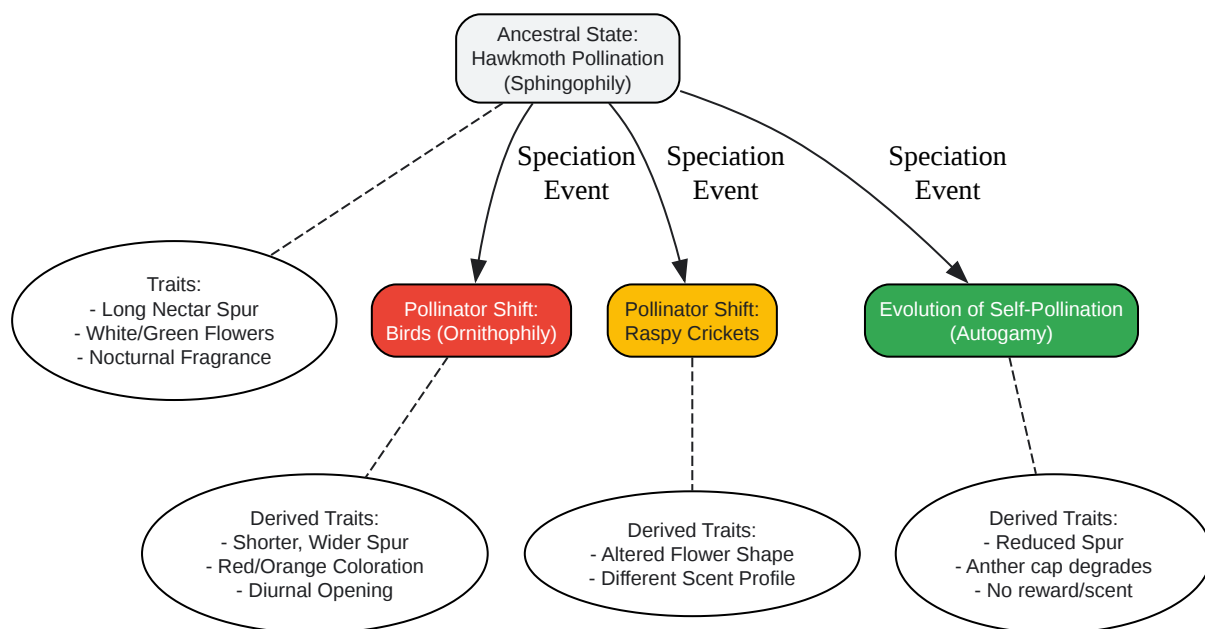 Ancestral State:
Hawkmoth Pollination
(Sphingophily)
Speciation
Event
Speciation
Event
Speciation
Event
Traits:
- Long Nectar Spur
- White/Green Flowers
- Nocturnal Fragrance
Pollinator Shift:
Birds (Ornithophily)
Pollinator Shift:
Raspy Crickets
Evolution of Self-Pollination
(Autogamy)
Derived Traits:
- Shorter, Wider Spur
- Red/Orange Coloration
- Diurnal Opening
Derived Traits:
- Altered Flower Shape
- Different Scent Profile
Derived Traits:
- Reduced Spur
- Anther cap degrades
- No reward/scent